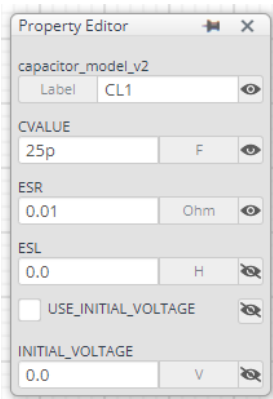 Property Editor
capacitor_model_v2
Label CL1
CVALUE
25p F
ESR
0.01 Ohm
ESL
0.0 H
USE_INITIAL_VOLTAGE
INITIAL_VOLTAGE
0.0 V